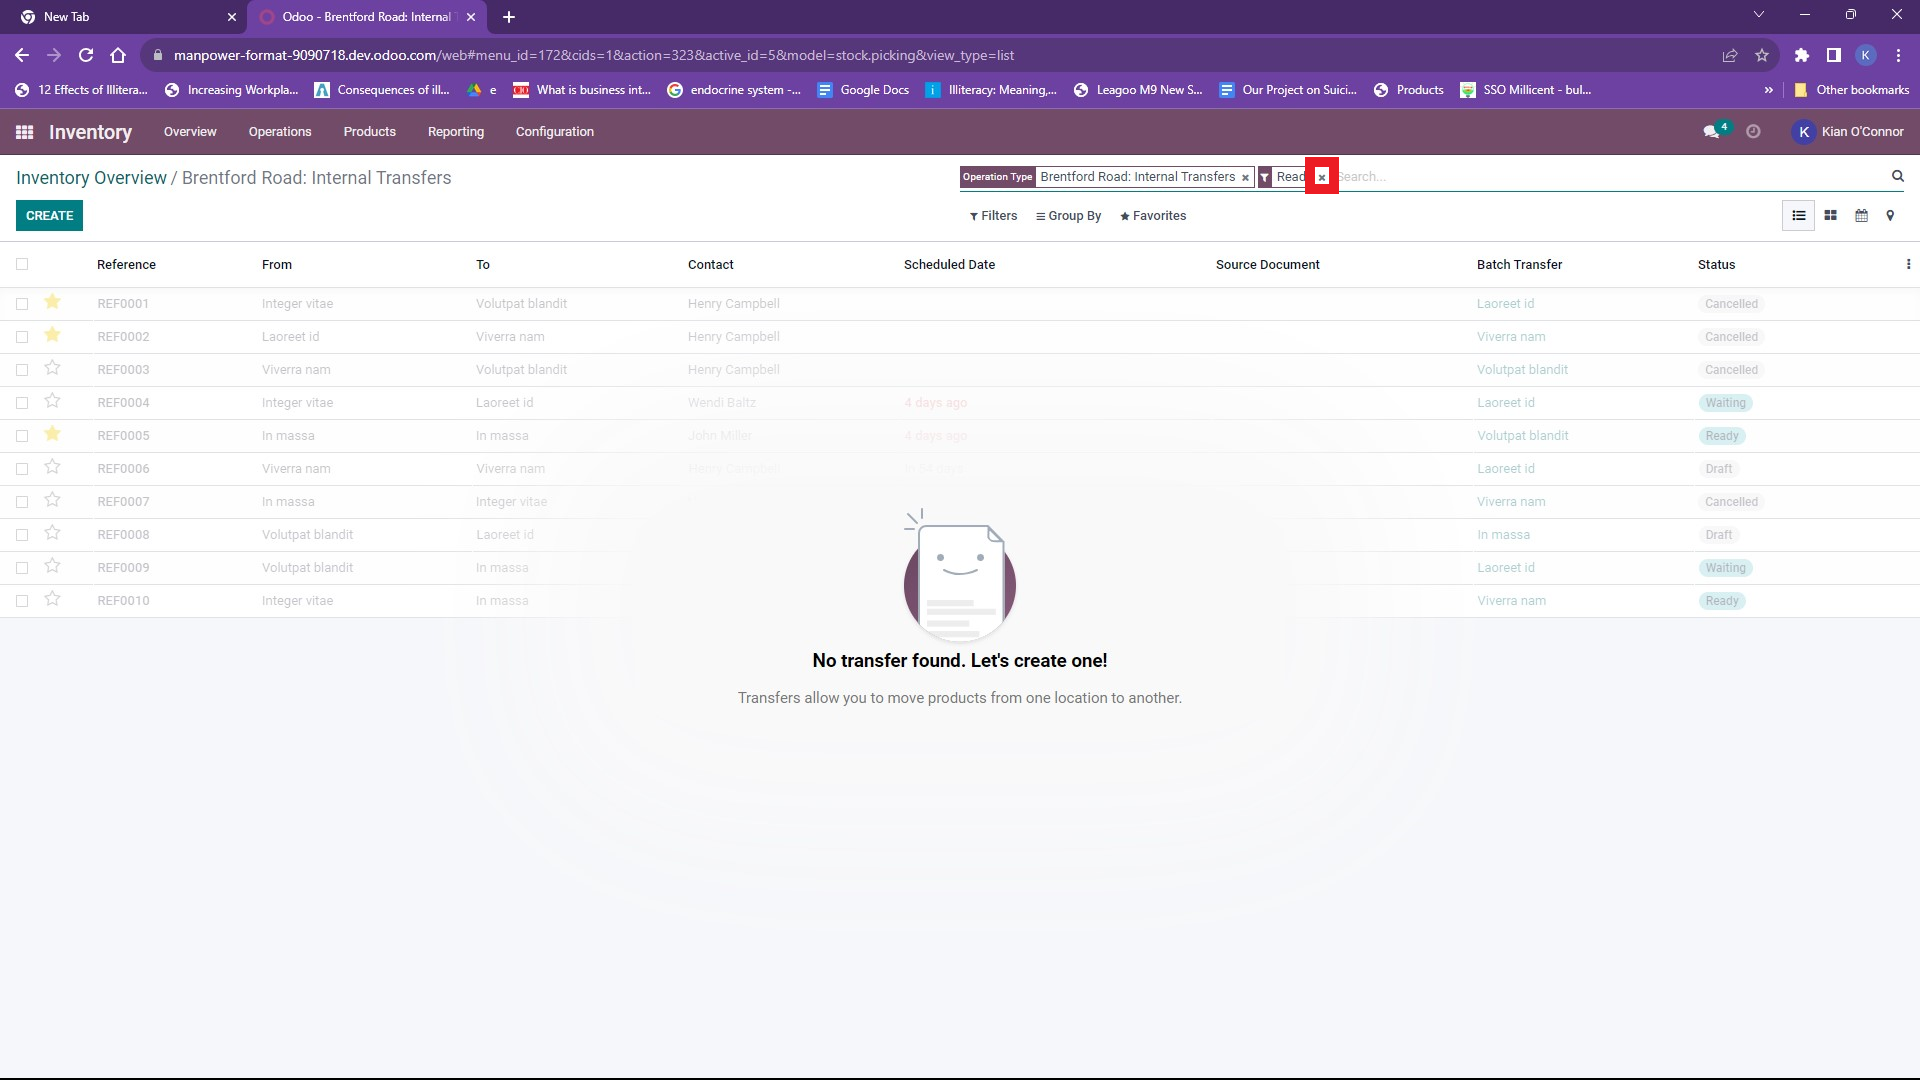 New Tab
Odoo - Brentford Road: Internal T
manpower-format-9090718.dev.odoo.com/web#menu_id=172&cids=1&action=323&active_id=5&model=stock.picking&view_type=list
K
12 Effects of Illitera... Increasing Workpla... Consequences of ill... e What is business int... endocrine system -... Google Docs Illiteracy: Meaning,... Leagoo M9 New S... Our Project on Suici... Products SSO Millicent - bul... » Other bookmarks
Inventory Overview Operations Products Reporting Configuration 4 K Kian O'Connor
Inventory Overview / Brentford Road: Internal Transfers
Operation Type Brentford Road: Internal Transfers Read Search...
CREATE
Filters Group By Favorites
Reference From To Contact Scheduled Date Source Document Batch Transfer Status
REF0001 Integer vitae Volutpat blandit Henry Campbell Laoreet id Cancelled
REF0002 Laoreet id Viverra nam Henry Campbell Viverra nam Cancelled
REF0003 Viverra nam Volutpat blandit Henry Campbell Volutpat blandit Cancelled
REF0004 Integer vitae Laoreet id Wendi Baltz 4 days ago Laoreet id Waiting
REF0005 In massa In massa John Miller 4 days ago Volutpat blandit Ready
REF0006 Viverra nam Viverra nam Henry Campbell In 54 days Laoreet id Draft
REF0007 In massa Integer vitae Viverra nam Cancelled
REF0008 Volutpat blandit Laoreet id In massa Draft
REF0009 Volutpat blandit In massa Laoreet id Waiting
REF0010 Integer vitae In massa Viverra nam Ready
No transfer found. Let's create one!
Transfers allow you to move products from one location to another.